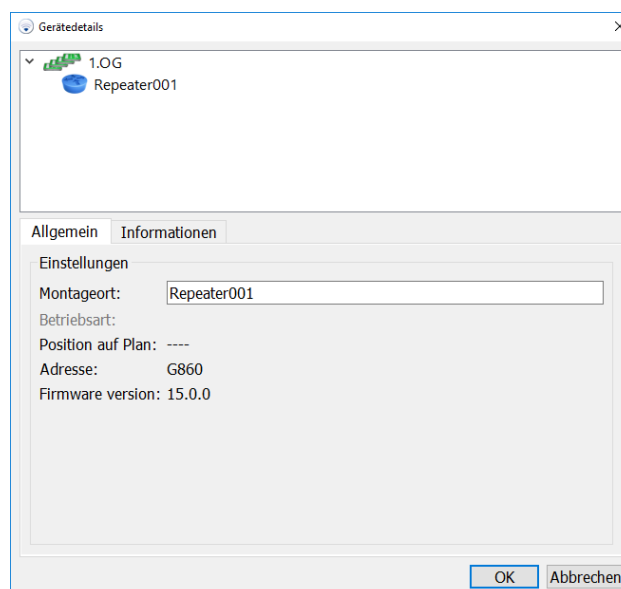 Gerätedetails
1.OG
Repeater001
Allgemein Informationen
Einstellungen
Montageort: Repeater001
Betriebsart:
Position auf Plan: ----
Adresse: G860
Firmware version: 15.0.0
OK Abbrechen